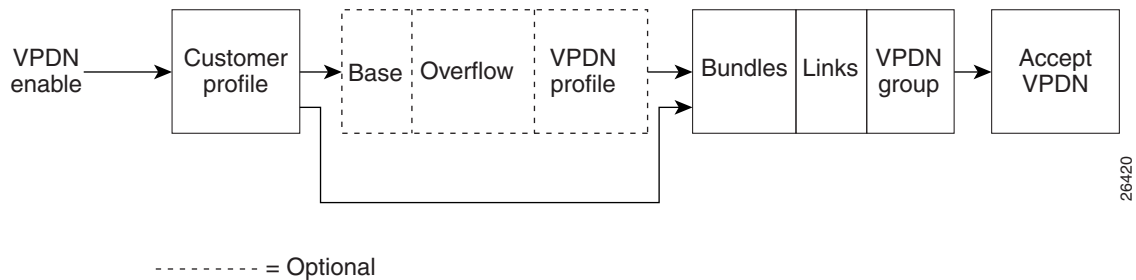 VPDN
enable
Customer
profile
Base
Overflow
VPDN
profile
Bundles
Links
VPDN
group
Accept
VPDN
26420
= Optional